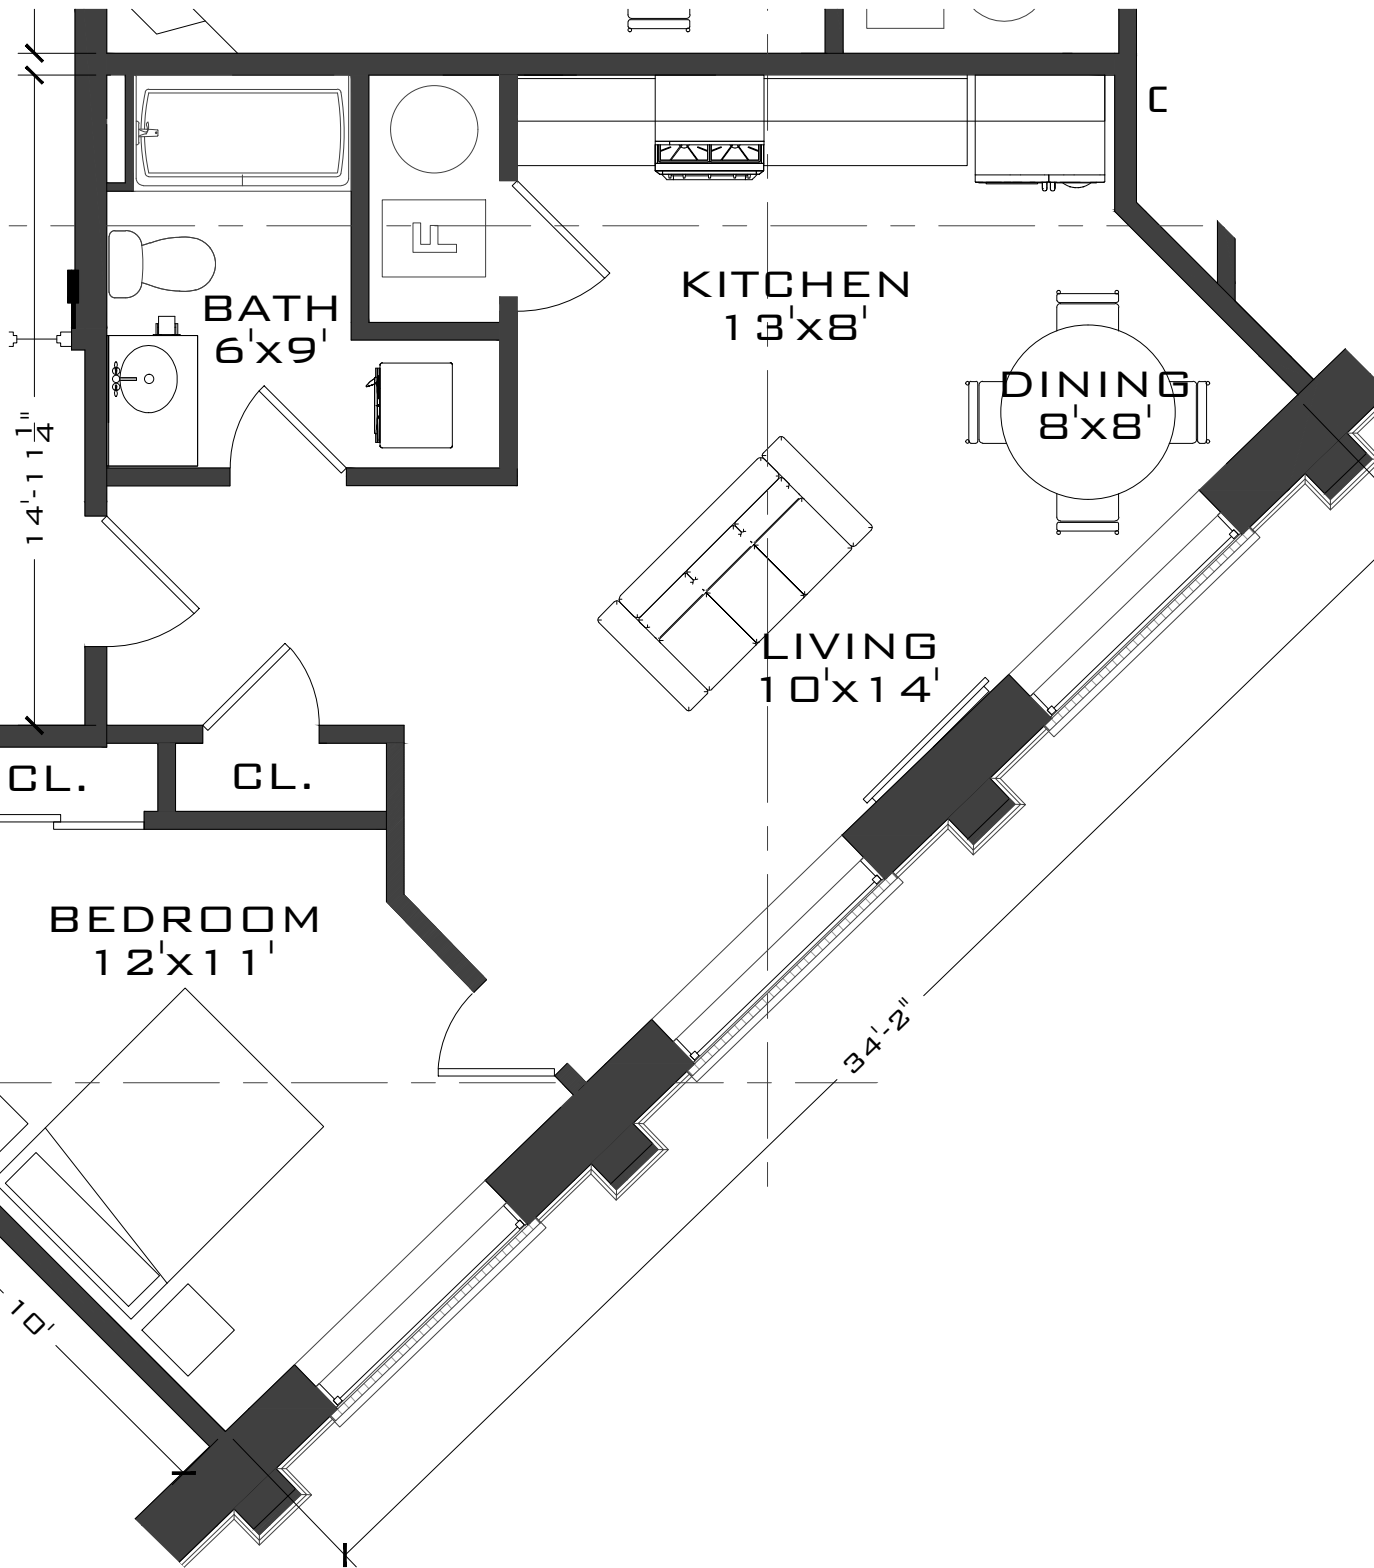 C
F
KITCHEN
13'x8'
BATH
6'x9'
DINING
8'x8'
14'-11 1/4"
LIVING
10'x14'
CL.
CL.
BEDROOM
12'x11'
34'-2"
10'